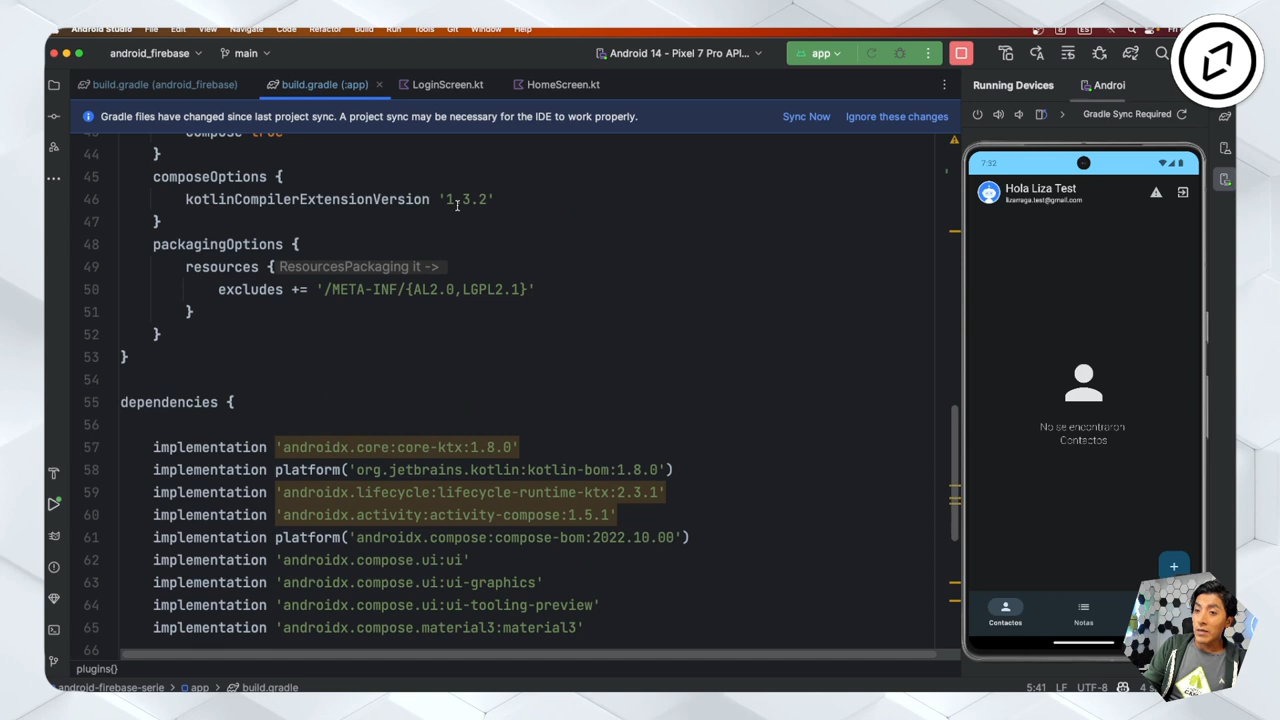 Android Studio File Edit View Navigate Code Refactor Build Run Tools Git Window Help
android_firebase main Android 14 - Pixel 7 Pro API... app
build.gradle (android_firebase) build.gradle (:app) LoginScreen.kt HomeScreen.kt Running Devices Androi
Gradle files have changed since last project sync. A project sync may be necessary for the IDE to work properly. Sync Now Ignore these changes
Gradle Sync Required
44 }
45 composeOptions {
46 kotlinCompilerExtensionVersion '1.3.2'
47 }
48 packagingOptions {
49 resources { ResourcesPackaging it ->
50 excludes += '/META-INF/{AL2.0,LGPL2.1}'
51 }
52 }
53 }
54
55 dependencies {
56
57 implementation 'androidx.core:core-ktx:1.8.0'
58 implementation platform('org.jetbrains.kotlin:kotlin-bom:1.8.0')
59 implementation 'androidx.lifecycle:lifecycle-runtime-ktx:2.3.1'
60 implementation 'androidx.activity:activity-compose:1.5.1'
61 implementation platform('androidx.compose:compose-bom:2022.10.00')
62 implementation 'androidx.compose.ui:ui'
63 implementation 'androidx.compose.ui:ui-graphics'
64 implementation 'androidx.compose.ui:ui-tooling-preview'
65 implementation 'androidx.compose.material3:material3'
66
plugins{}
android-firebase-serie app build.gradle 5:41 LF UTF-8
7:32
Hola Liza Test
lizarraga.test@gmail.com
No se encontraron
Contactos
+
Contactos Notas